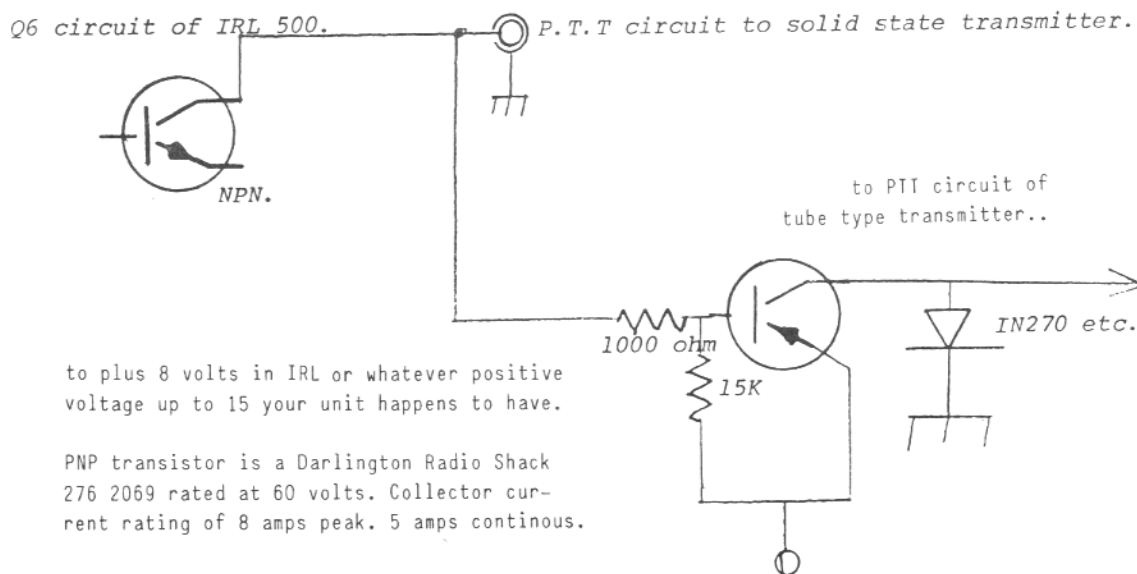 Q6 circuit of IRL 500.
P.T.T circuit to solid state transmitter.
NPN.
to PTT circuit of
tube type transmitter..
IN270 etc.
1000 ohm
15K
to plus 8 volts in IRL or whatever positive
voltage up to 15 your unit happens to have.
PNP transistor is a Darlington Radio Shack
276 2069 rated at 60 volts. Collector cur-
rent rating of 8 amps peak. 5 amps continous.